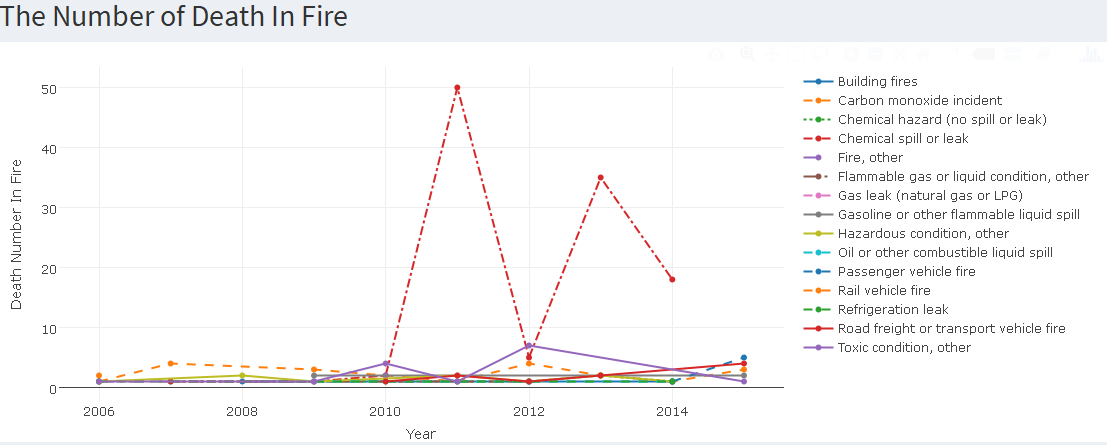 The Number of Death In Fire
50
40
30
20
10
0
Death Number In Fire
2006
2008
2010
2012
2014
Year
Building fires
Carbon monoxide incident
Chemical hazard (no spill or leak)
Chemical spill or leak
Fire, other
Flammable gas or liquid condition, other
Gas leak (natural gas or LPG)
Gasoline or other flammable liquid spill
Hazardous condition, other
Oil or other combustible liquid spill
Passenger vehicle fire
Rail vehicle fire
Refrigeration leak
Road freight or transport vehicle fire
Toxic condition, other